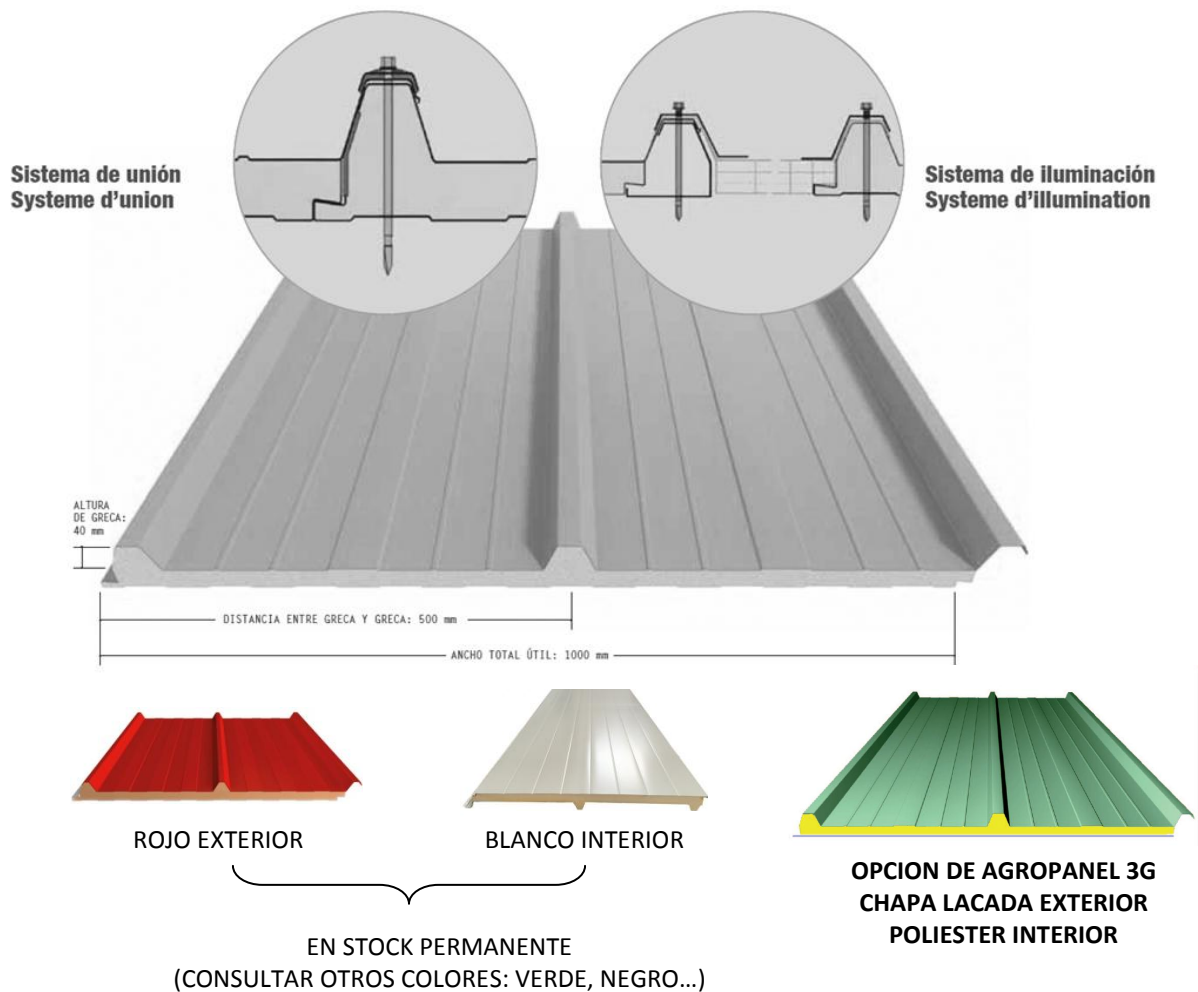 Sistema de unión
Systeme d'union
Sistema de iluminación
Systeme d'illumination
ALTURA
DE GRECA:
40 mm
DISTANCIA ENTRE GRECA Y GRECA: 500 mm
ANCHO TOTAL ÚTIL: 1000 mm
ROJO EXTERIOR
BLANCO INTERIOR
EN STOCK PERMANENTE
(CONSULTAR OTROS COLORES: VERDE, NEGRO…)
OPCION DE AGROPANEL 3G
CHAPA LACADA EXTERIOR
POLIESTER INTERIOR